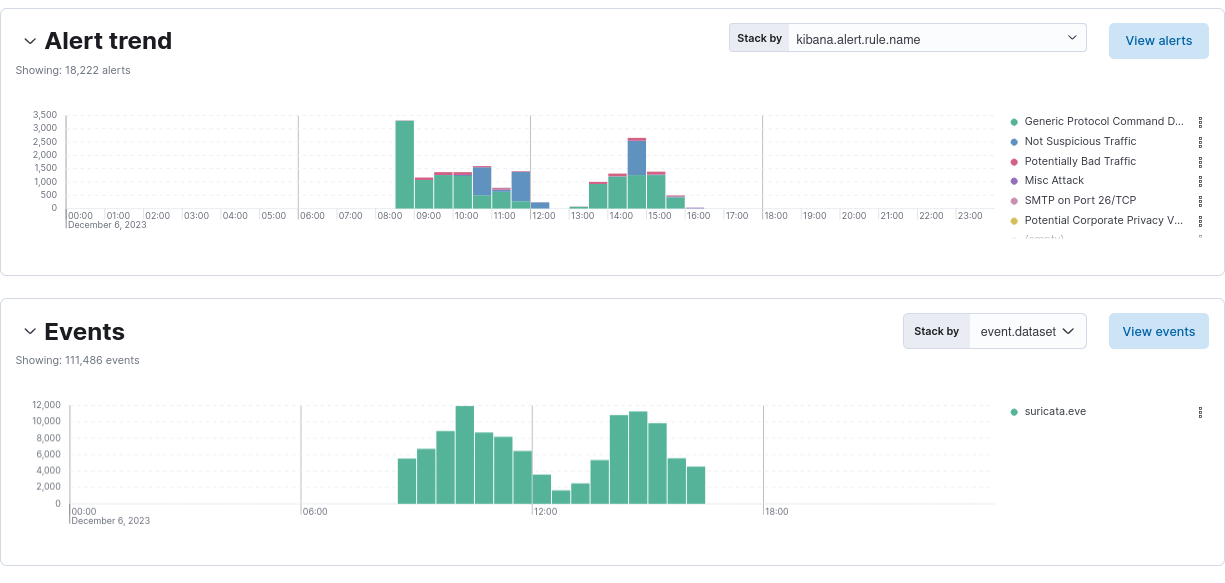 Alert trend
Stack by kibana.alert.rule.name
View alerts
Showing: 18,222 alerts
3,500
3,000
2,500
2,000
1,500
1,000
500
0
00:00 01:00 02:00 03:00 04:00 05:00 06:00 07:00 08:00 09:00 10:00 11:00 12:00 13:00 14:00 15:00 16:00 17:00 18:00 19:00 20:00 21:00 22:00 23:00
December 6, 2023
Generic Protocol Command D...
Not Suspicious Traffic
Potentially Bad Traffic
Misc Attack
SMTP on Port 26/TCP
Potential Corporate Privacy V...
(empty)
Events
Stack by event.dataset
View events
Showing: 111,486 events
12,000
10,000
8,000
6,000
4,000
2,000
0
00:00 06:00 12:00 18:00
December 6, 2023
suricata.eve